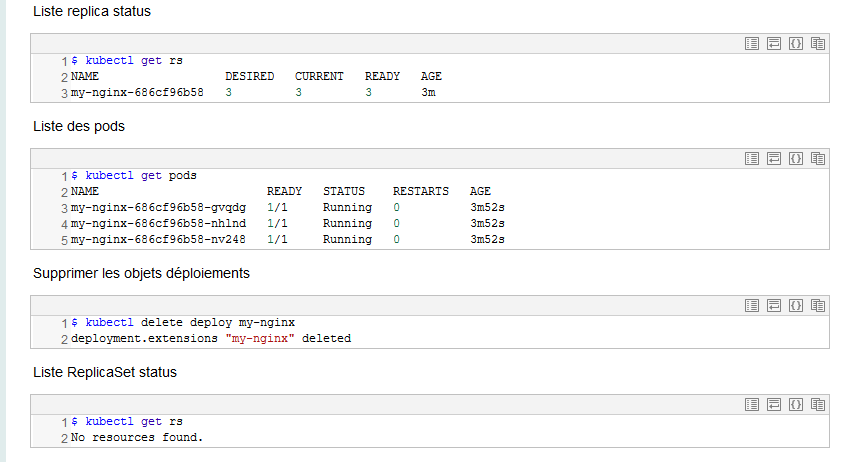 Liste replica status
1 $ kubectl get rs
2 NAME DESIRED CURRENT READY AGE
3 my-nginx-686cf96b58 3 3 3 3m
Liste des pods
1 $ kubectl get pods
2 NAME READY STATUS RESTARTS AGE
3 my-nginx-686cf96b58-gvqdg 1/1 Running 0 3m52s
4 my-nginx-686cf96b58-nhlnd 1/1 Running 0 3m52s
5 my-nginx-686cf96b58-nv248 1/1 Running 0 3m52s
Supprimer les objets déploiements
1 $ kubectl delete deploy my-nginx
2 deployment.extensions "my-nginx" deleted
Liste ReplicaSet status
1 $ kubectl get rs
2 No resources found.